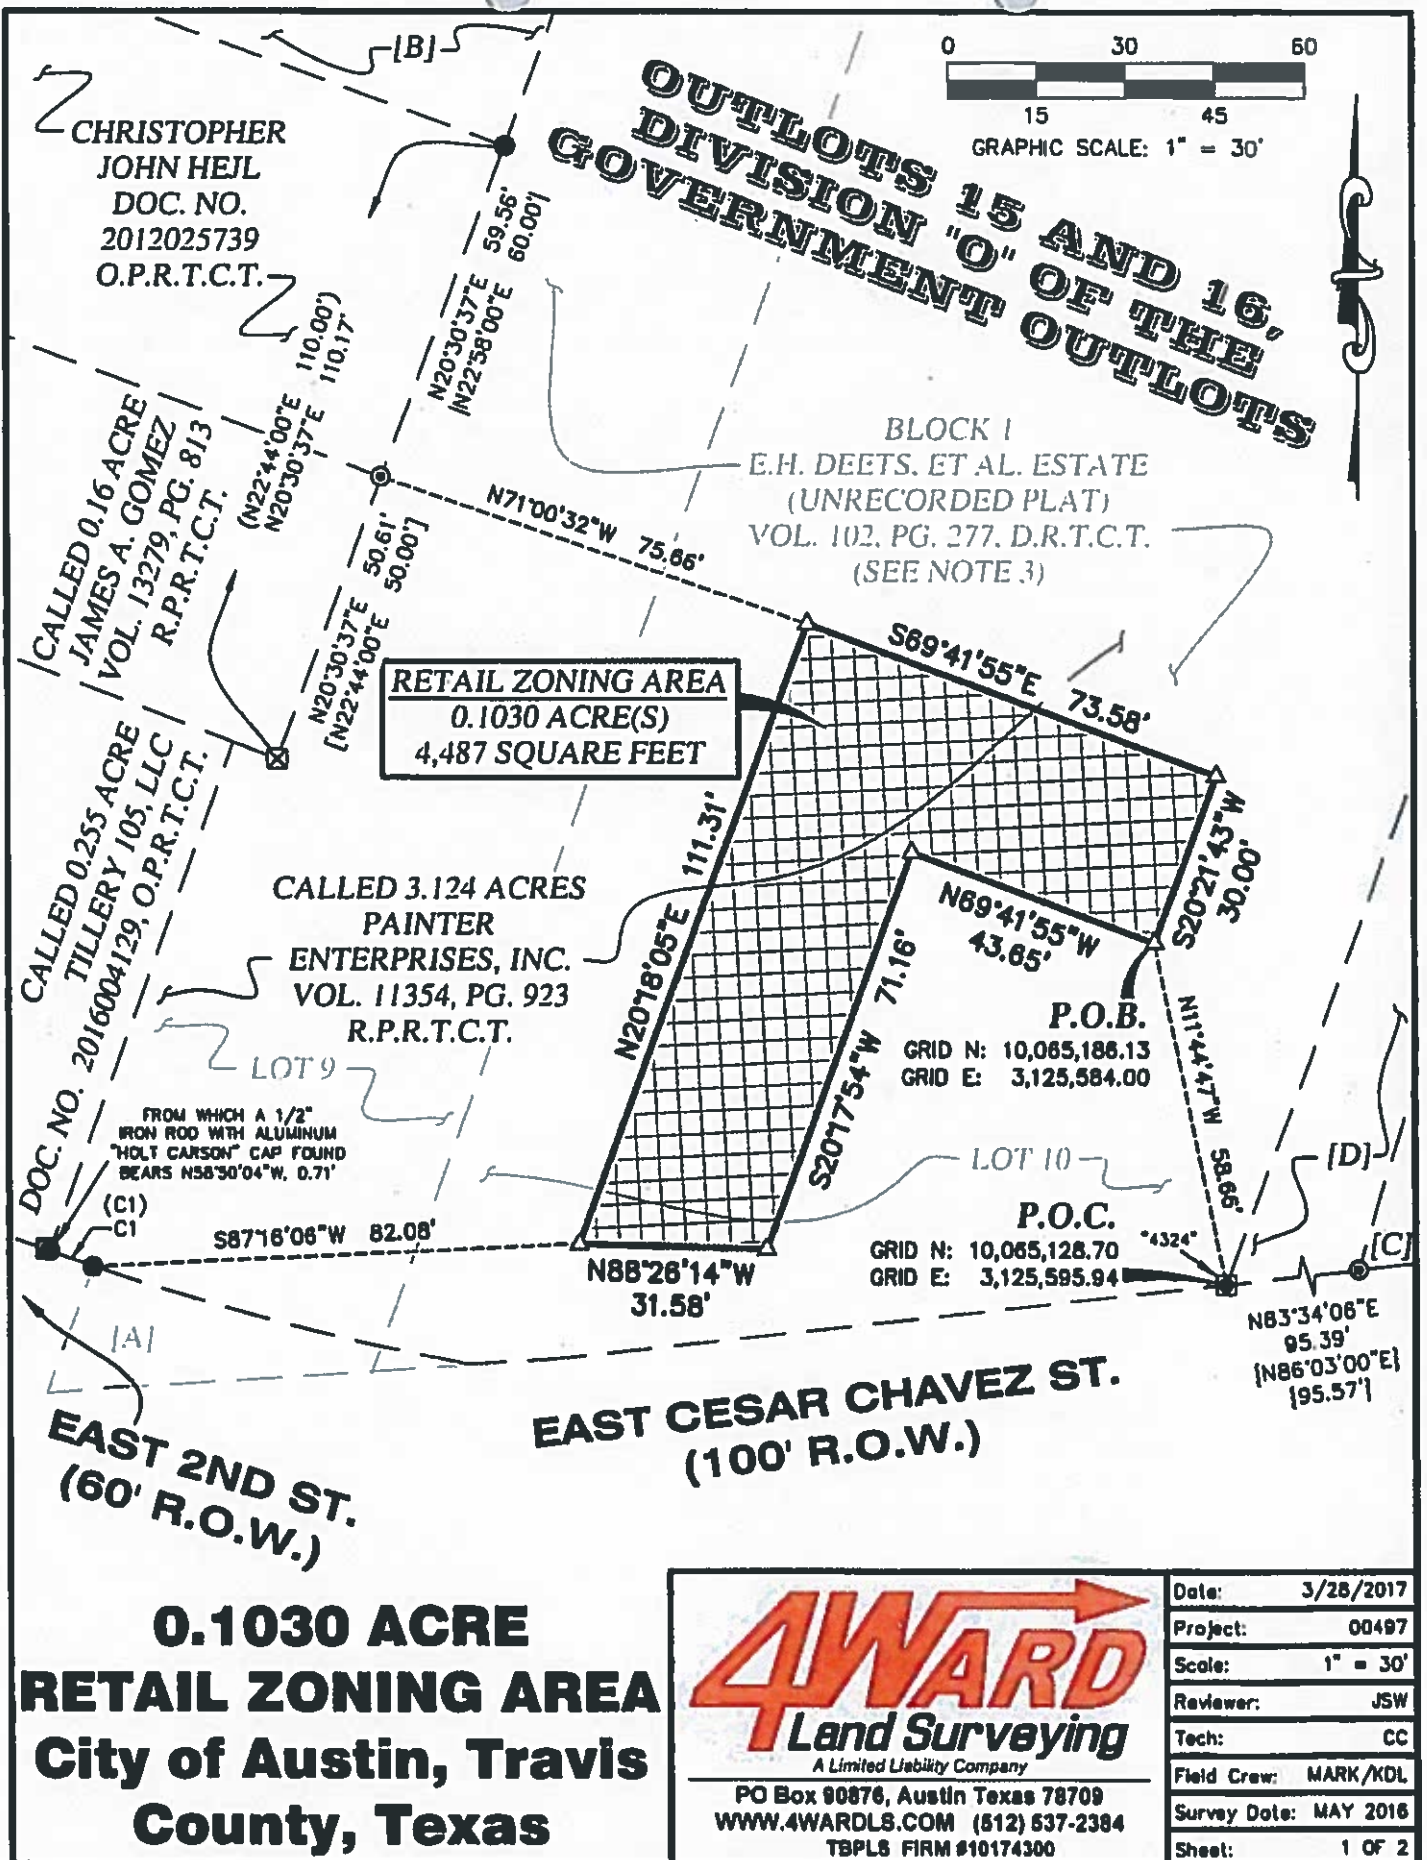 [B]
0 30 60
15 45
GRAPHIC SCALE: 1" = 30'
OUTLOTS 15 AND 16,
DIVISION "O" OF THE
GOVERNMENT OUTLOTS
CHRISTOPHER
JOHN HEJL
DOC. NO.
2012025739
O.P.R.T.C.T.
N20°30'37"E 59.56'
[N22°58'00"E 60.00']
(N22°44'00"E 110.00')
N20°30'37"E 110.17'
CALLED 0.16 ACRE
JAMES A. GOMEZ
VOL. 13279, PG. 813
R.P.R.T.C.T.
BLOCK 1
E.H. DEETS, ET AL. ESTATE
(UNRECORDED PLAT)
VOL. 102, PG. 277, D.R.T.C.T.
(SEE NOTE 3)
N71°00'32"W 75.66'
N20°30'37"E 50.61'
[N22°44'00"E 50.00']
S69°41'55"E 73.58'
RETAIL ZONING AREA
0.1030 ACRE(S)
4,487 SQUARE FEET
CALLED 0.255 ACRE
TILLERY 105, LLC
DOC. NO. 2016004129, O.P.R.T.C.T.
S20°21'43"W
30.00'
N20°18'05"E 111.31'
CALLED 3.124 ACRES
PAINTER
ENTERPRISES, INC.
VOL. 11354, PG. 923
R.P.R.T.C.T.
N69°41'55"W
43.65'
S20°17'54"W 71.16'
P.O.B.
GRID N: 10,065,186.13
GRID E: 3,125,584.00
N11°44'47"W 58.66'
LOT 9
FROM WHICH A 1/2"
IRON ROD WITH ALUMINUM
"HOLT CARSON" CAP FOUND
BEARS N58°50'04"W, 0.71'
LOT 10
[D]
(C1)
C1
S87°16'06"W 82.08'
P.O.C.
GRID N: 10,065,128.70
GRID E: 3,125,595.94
"4324"
[C]
N88°26'14"W
31.58'
N83°34'06"E
95.39'
[N86°03'00"E]
[95.57']
[A]
EAST CESAR CHAVEZ ST.
(100' R.O.W.)
EAST 2ND ST.
(60' R.O.W.)
0.1030 ACRE
RETAIL ZONING AREA
City of Austin, Travis
County, Texas
4WARD
Land Surveying
A Limited Liability Company
PO Box 90876, Austin Texas 78709
WWW.4WARDLS.COM (512) 537-2384
TBPLS FIRM #10174300
Date: 3/28/2017
Project: 00497
Scale: 1" = 30'
Reviewer: JSW
Tech: CC
Field Crew: MARK/KDL
Survey Date: MAY 2016
Sheet: 1 OF 2